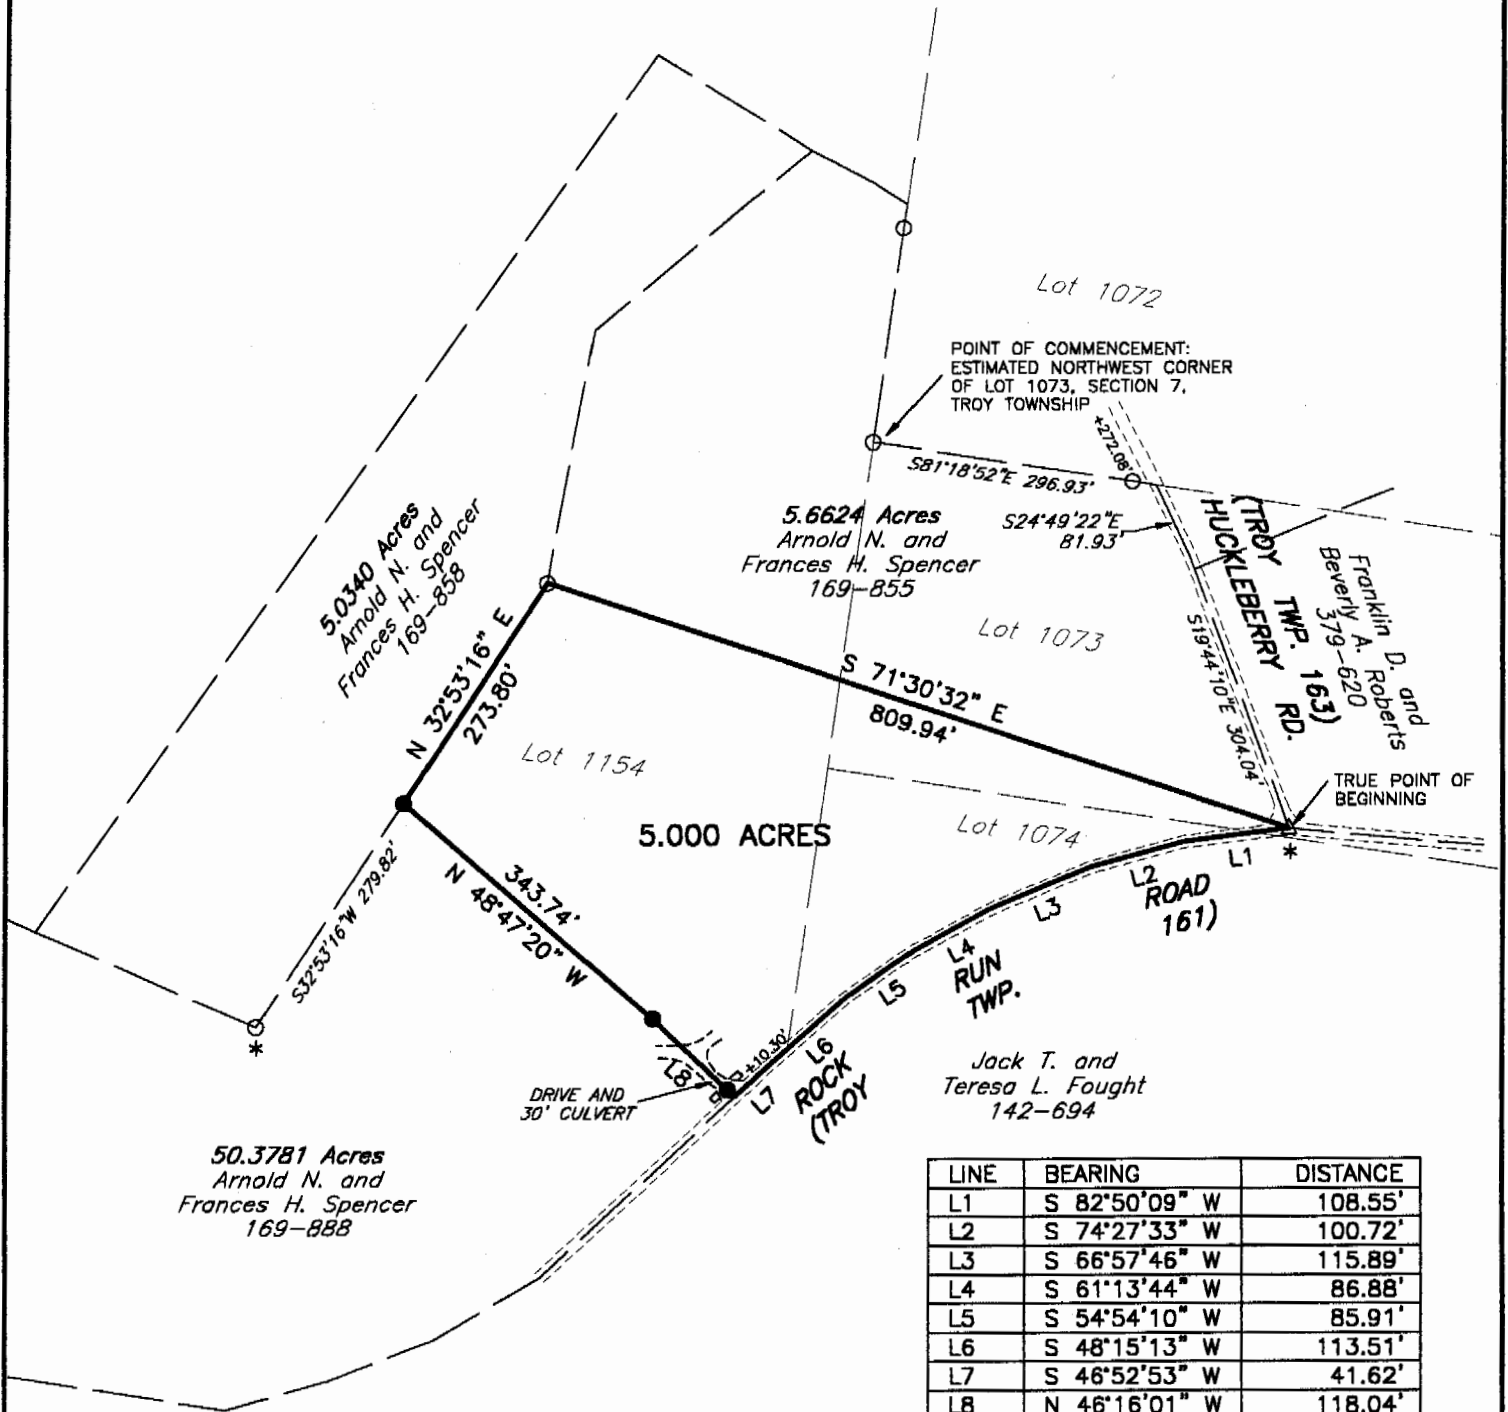 Lot 1072
POINT OF COMMENCEMENT:
ESTIMATED NORTHWEST CORNER
OF LOT 1073, SECTION 7,
TROY TOWNSHIP
+272.08'
S81°18'52"E 296.93'
S24°49'22"E
81.93'
5.6624 Acres
Arnold N. and
Frances H. Spencer
169-855
5.0340 Acres
Arnold N. and
Frances H. Spencer
169-858
(TROY TWP. 163)
HUCKLEBERRY RD.
Franklin D. and
Beverly A. Roberts
379-620
S19°44'10"E 304.04'
Lot 1073
N 32°53'16" E
273.80'
S 71°30'32" E
809.94'
Lot 1154
TRUE POINT OF
BEGINNING
*
5.000 ACRES
Lot 1074
L1
L2
L3
L4
L5
L6
L7
L8
ROAD
161)
RUN
TWP.
ROCK
(TROY
343.74'
N 48°47'20" W
S32°53'16"W 279.82'
*
+10.30'
DRIVE AND
30' CULVERT
Jack T. and
Teresa L. Fought
142-694
50.3781 Acres
Arnold N. and
Frances H. Spencer
169-888
LINE BEARING DISTANCE
L1 S 82°50'09" W 108.55'
L2 S 74°27'33" W 100.72'
L3 S 66°57'46" W 115.89'
L4 S 61°13'44" W 86.88'
L5 S 54°54'10" W 85.91'
L6 S 48°15'13" W 113.51'
L7 S 46°52'53" W 41.62'
L8 N 46°16'01" W 118.04'